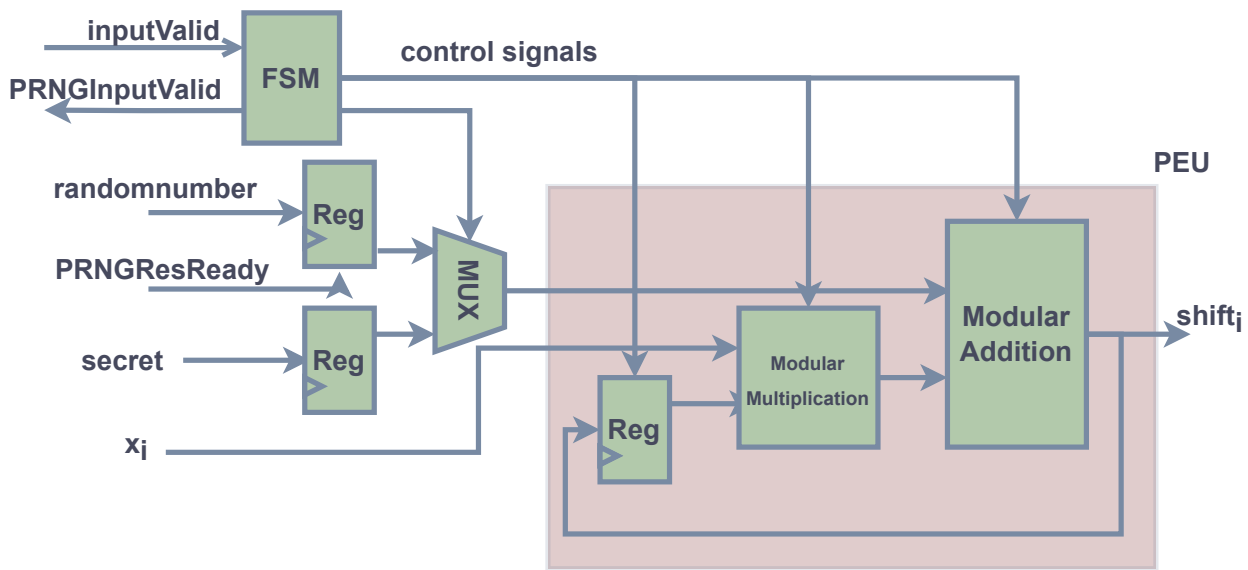 inputValid
FSM
control signals
PRNGInputValid
PEU
randomnumber
Reg
PRNGResReady
MUX
Modular
Addition
shiftᵢ
secret
Reg
Modular
Multiplication
Reg
xᵢ